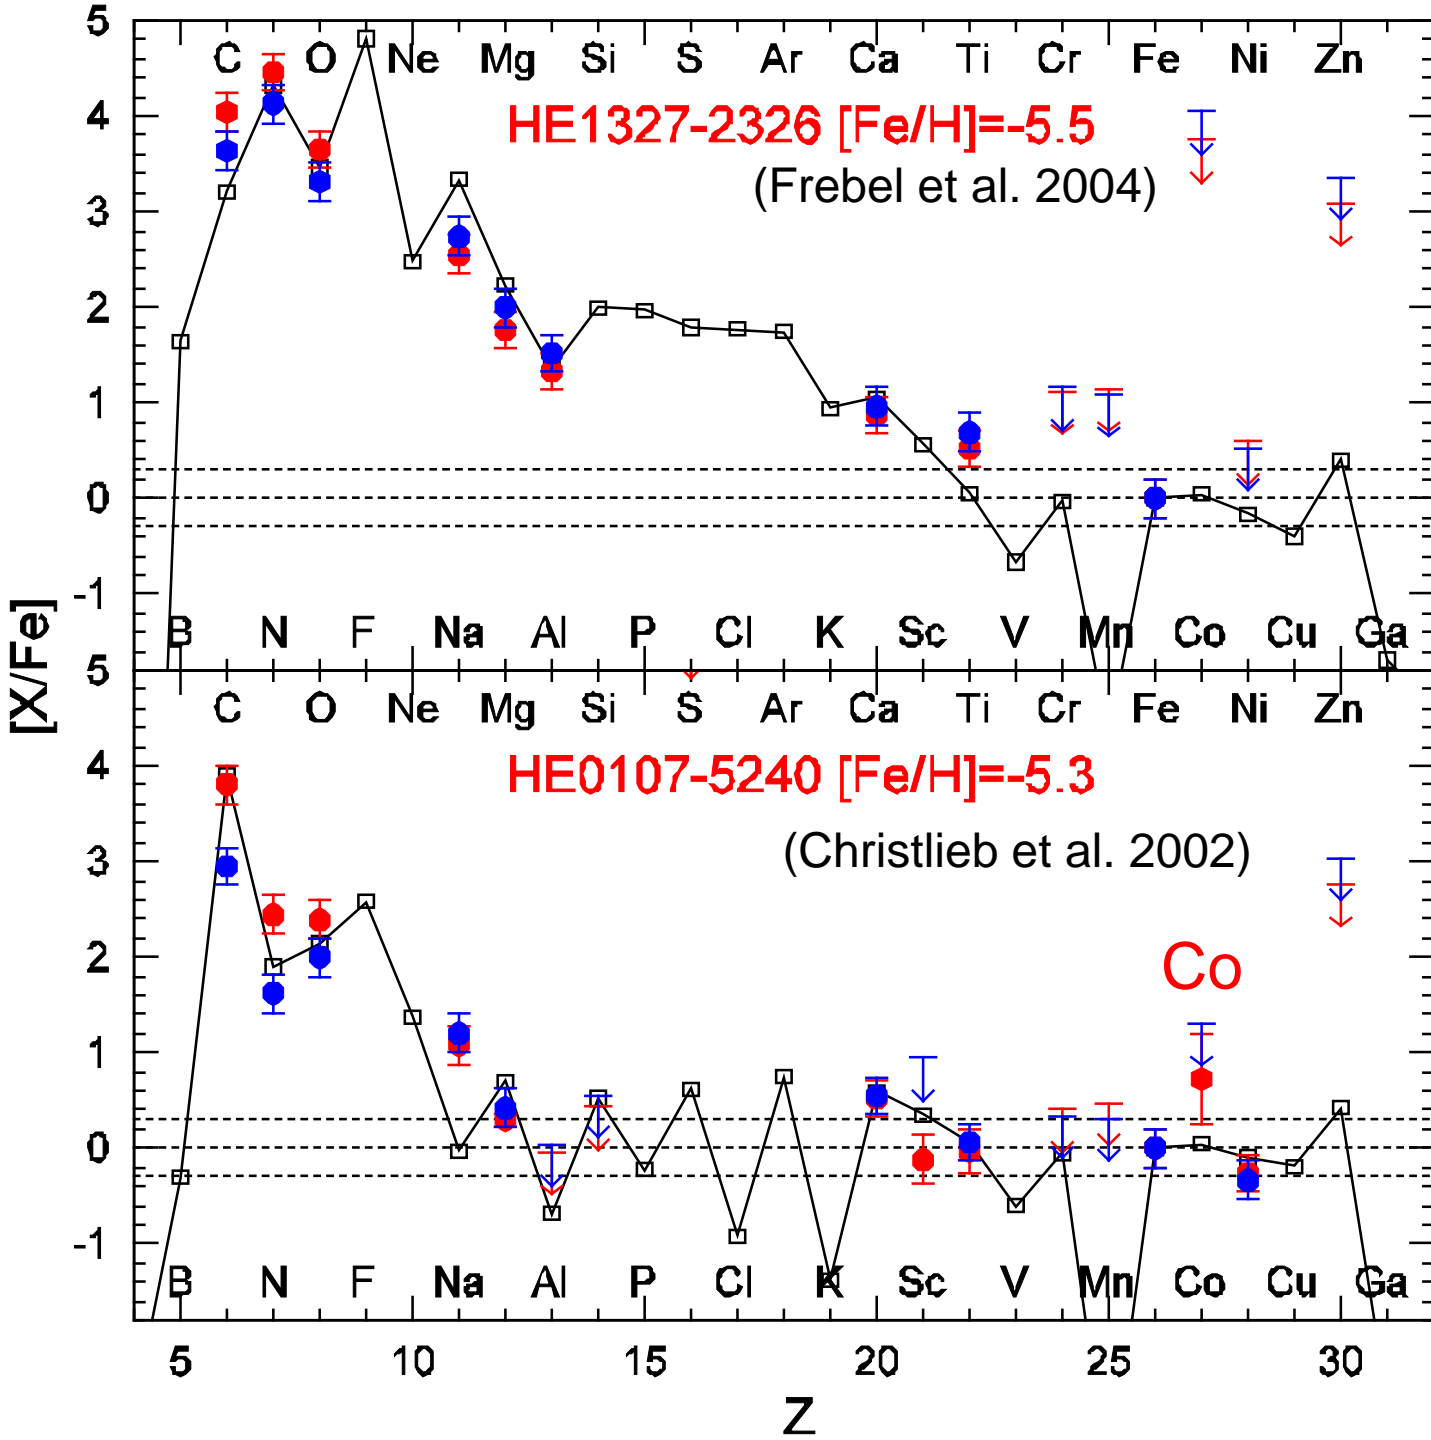 5
C O Ne Mg Si S Ar Ca Ti Cr Fe Ni Zn
4
HE1327-2326 [Fe/H]=-5.5
(Frebel et al. 2004)
3
2
1
0
-1
B N F Na Al P Cl K Sc V Mn Co Cu Ga
[X/Fe]
5
C O Ne Mg Si S Ar Ca Ti Cr Fe Ni Zn
4
HE0107-5240 [Fe/H]=-5.3
(Christlieb et al. 2002)
3
Co
2
1
0
-1
B N F Na Al P Cl K Sc V Mn Co Cu Ga
5 10 15 20 25 30
Z